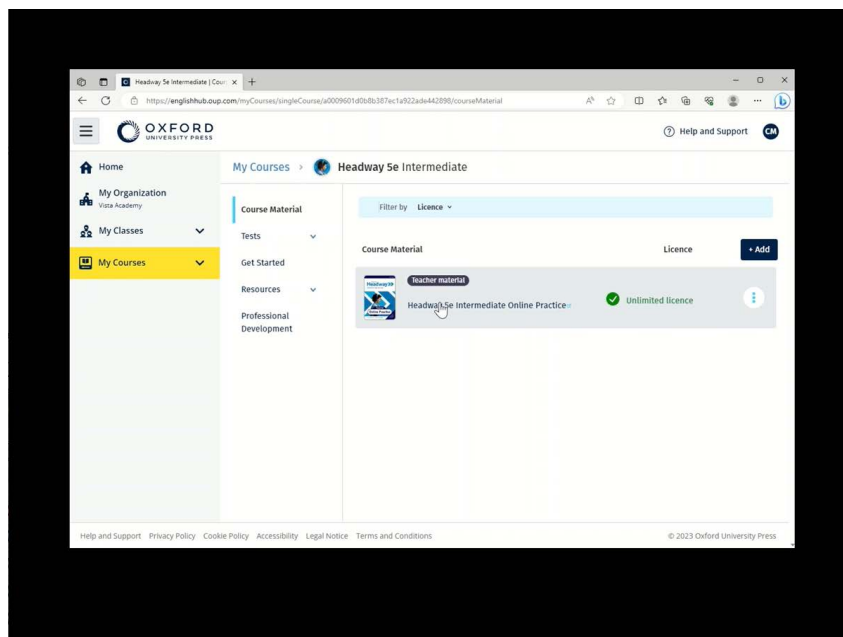 Headway 5e Intermediate | Cour
https://englishhub.oup.com/myCourses/singleCourse/a0009601d0b8b387ec1a922ade442898/courseMaterial
OXFORD
UNIVERSITY PRESS
Help and Support
CM
Home
My Organization
Vista Academy
My Classes
My Courses
My Courses > Headway 5e Intermediate
Course Material
Tests
Get Started
Resources
Professional
Development
Filter by Licence
Course Material
Licence
+ Add
Teacher material
Headway 5e Intermediate Online Practice
Unlimited licence
Help and Support Privacy Policy Cookie Policy Accessibility Legal Notice Terms and Conditions
© 2023 Oxford University Press